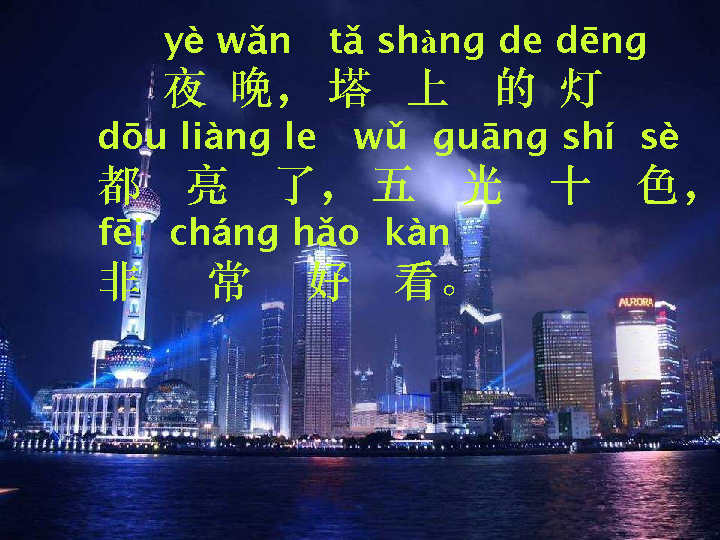 yè wǎn tǎ shàng de dēng
夜 晚， 塔 上 的 灯
dōu liàng le wǔ guāng shí sè
都 亮 了， 五 光 十 色，
fēi cháng hǎo kàn
非 常 好 看。
AURORA